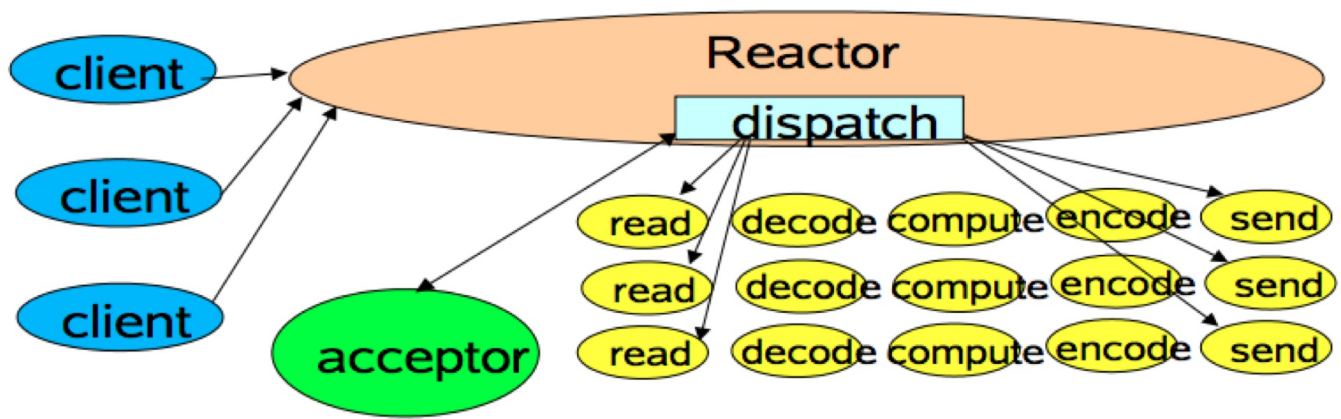 Reactor
client
dispatch
client
client
acceptor
read decode compute encode send
read decode compute encode send
read decode compute encode send